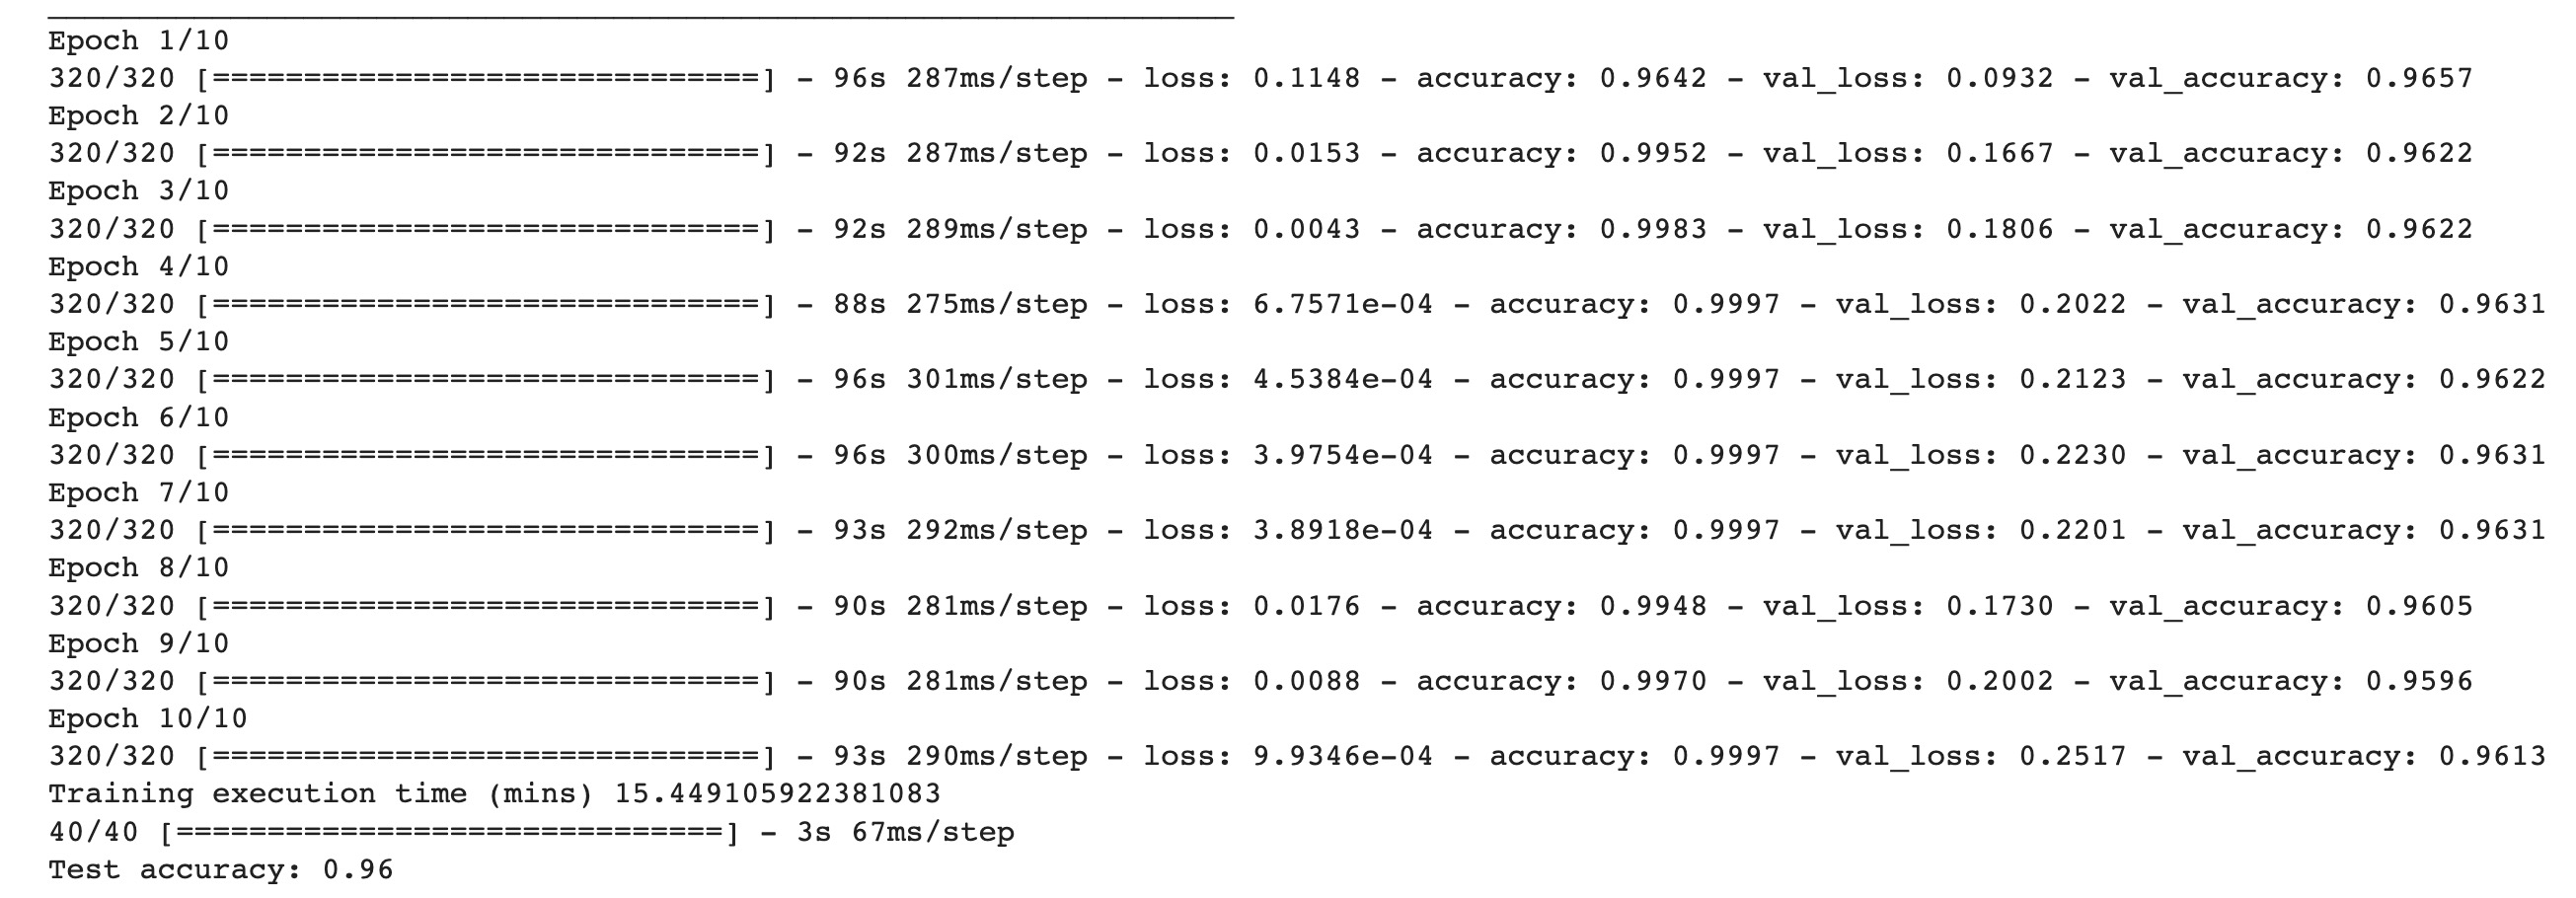 Epoch 1/10
320/320 [==============================] - 96s 287ms/step - loss: 0.1148 - accuracy: 0.9642 - val_loss: 0.0932 - val_accuracy: 0.9657
Epoch 2/10
320/320 [==============================] - 92s 287ms/step - loss: 0.0153 - accuracy: 0.9952 - val_loss: 0.1667 - val_accuracy: 0.9622
Epoch 3/10
320/320 [==============================] - 92s 289ms/step - loss: 0.0043 - accuracy: 0.9983 - val_loss: 0.1806 - val_accuracy: 0.9622
Epoch 4/10
320/320 [==============================] - 88s 275ms/step - loss: 6.7571e-04 - accuracy: 0.9997 - val_loss: 0.2022 - val_accuracy: 0.9631
Epoch 5/10
320/320 [==============================] - 96s 301ms/step - loss: 4.5384e-04 - accuracy: 0.9997 - val_loss: 0.2123 - val_accuracy: 0.9622
Epoch 6/10
320/320 [==============================] - 96s 300ms/step - loss: 3.9754e-04 - accuracy: 0.9997 - val_loss: 0.2230 - val_accuracy: 0.9631
Epoch 7/10
320/320 [==============================] - 93s 292ms/step - loss: 3.8918e-04 - accuracy: 0.9997 - val_loss: 0.2201 - val_accuracy: 0.9631
Epoch 8/10
320/320 [==============================] - 90s 281ms/step - loss: 0.0176 - accuracy: 0.9948 - val_loss: 0.1730 - val_accuracy: 0.9605
Epoch 9/10
320/320 [==============================] - 90s 281ms/step - loss: 0.0088 - accuracy: 0.9970 - val_loss: 0.2002 - val_accuracy: 0.9596
Epoch 10/10
320/320 [==============================] - 93s 290ms/step - loss: 9.9346e-04 - accuracy: 0.9997 - val_loss: 0.2517 - val_accuracy: 0.9613
Training execution time (mins) 15.449105922381083
40/40 [==============================] - 3s 67ms/step
Test accuracy: 0.96